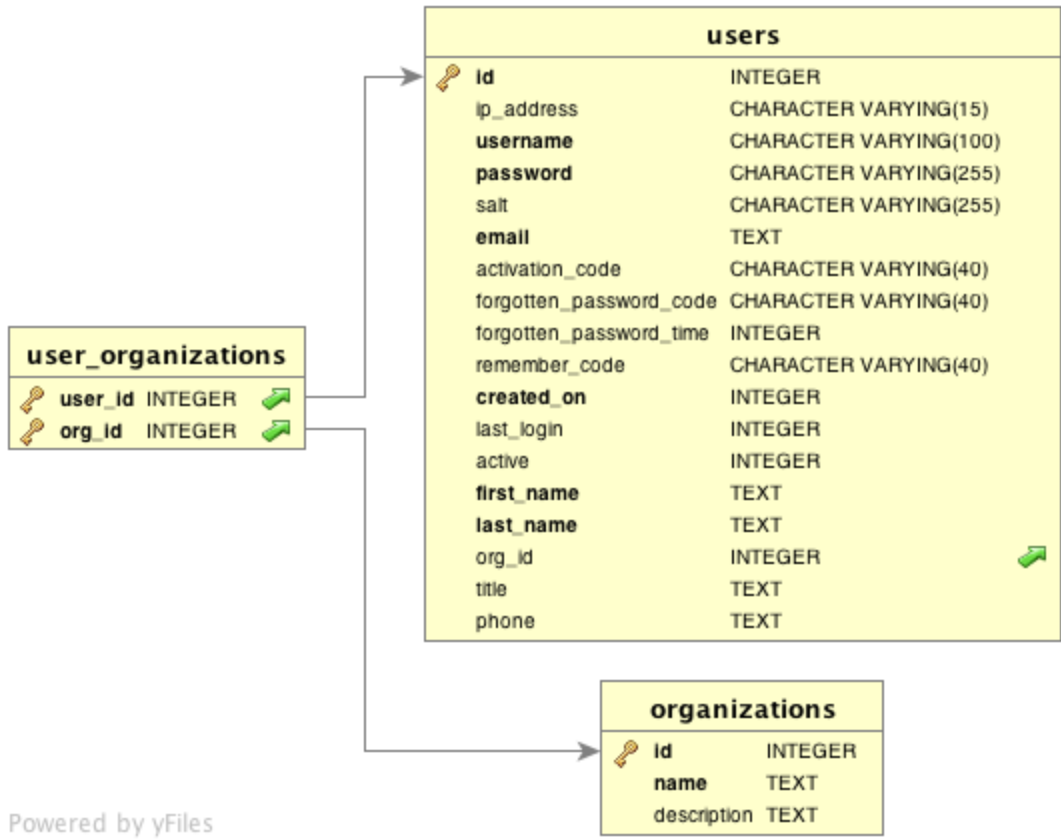 users
id INTEGER
ip_address CHARACTER VARYING(15)
username CHARACTER VARYING(100)
password CHARACTER VARYING(255)
salt CHARACTER VARYING(255)
email TEXT
activation_code CHARACTER VARYING(40)
forgotten_password_code CHARACTER VARYING(40)
forgotten_password_time INTEGER
remember_code CHARACTER VARYING(40)
created_on INTEGER
last_login INTEGER
active INTEGER
first_name TEXT
last_name TEXT
org_id INTEGER
title TEXT
phone TEXT
user_organizations
user_id INTEGER
org_id INTEGER
organizations
id INTEGER
name TEXT
description TEXT
Powered by yFiles